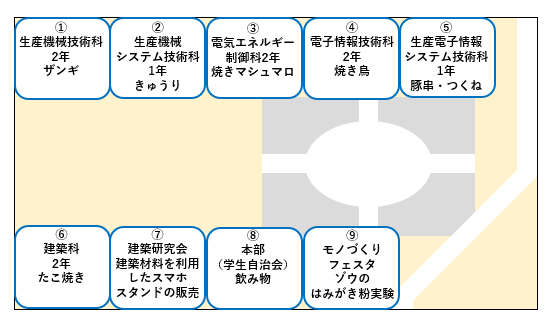 ①
生産機械技術科
2年
ザンギ
②
生産機械
システム技術科
1年
きゅうり
③
電気エネルギー
制御科2年
焼きマシュマロ
④
電子情報技術科
2年
焼き鳥
⑤
生産電子情報
システム技術科
1年
豚串・つくね
⑥
建築科
2年
たこ焼き
⑦
建築研究会
建築材料を利用
したスマホ
スタンドの販売
⑧
本部
（学生自治会）
飲み物
⑨
モノづくり
フェスタ
ゾウの
はみがき粉実験